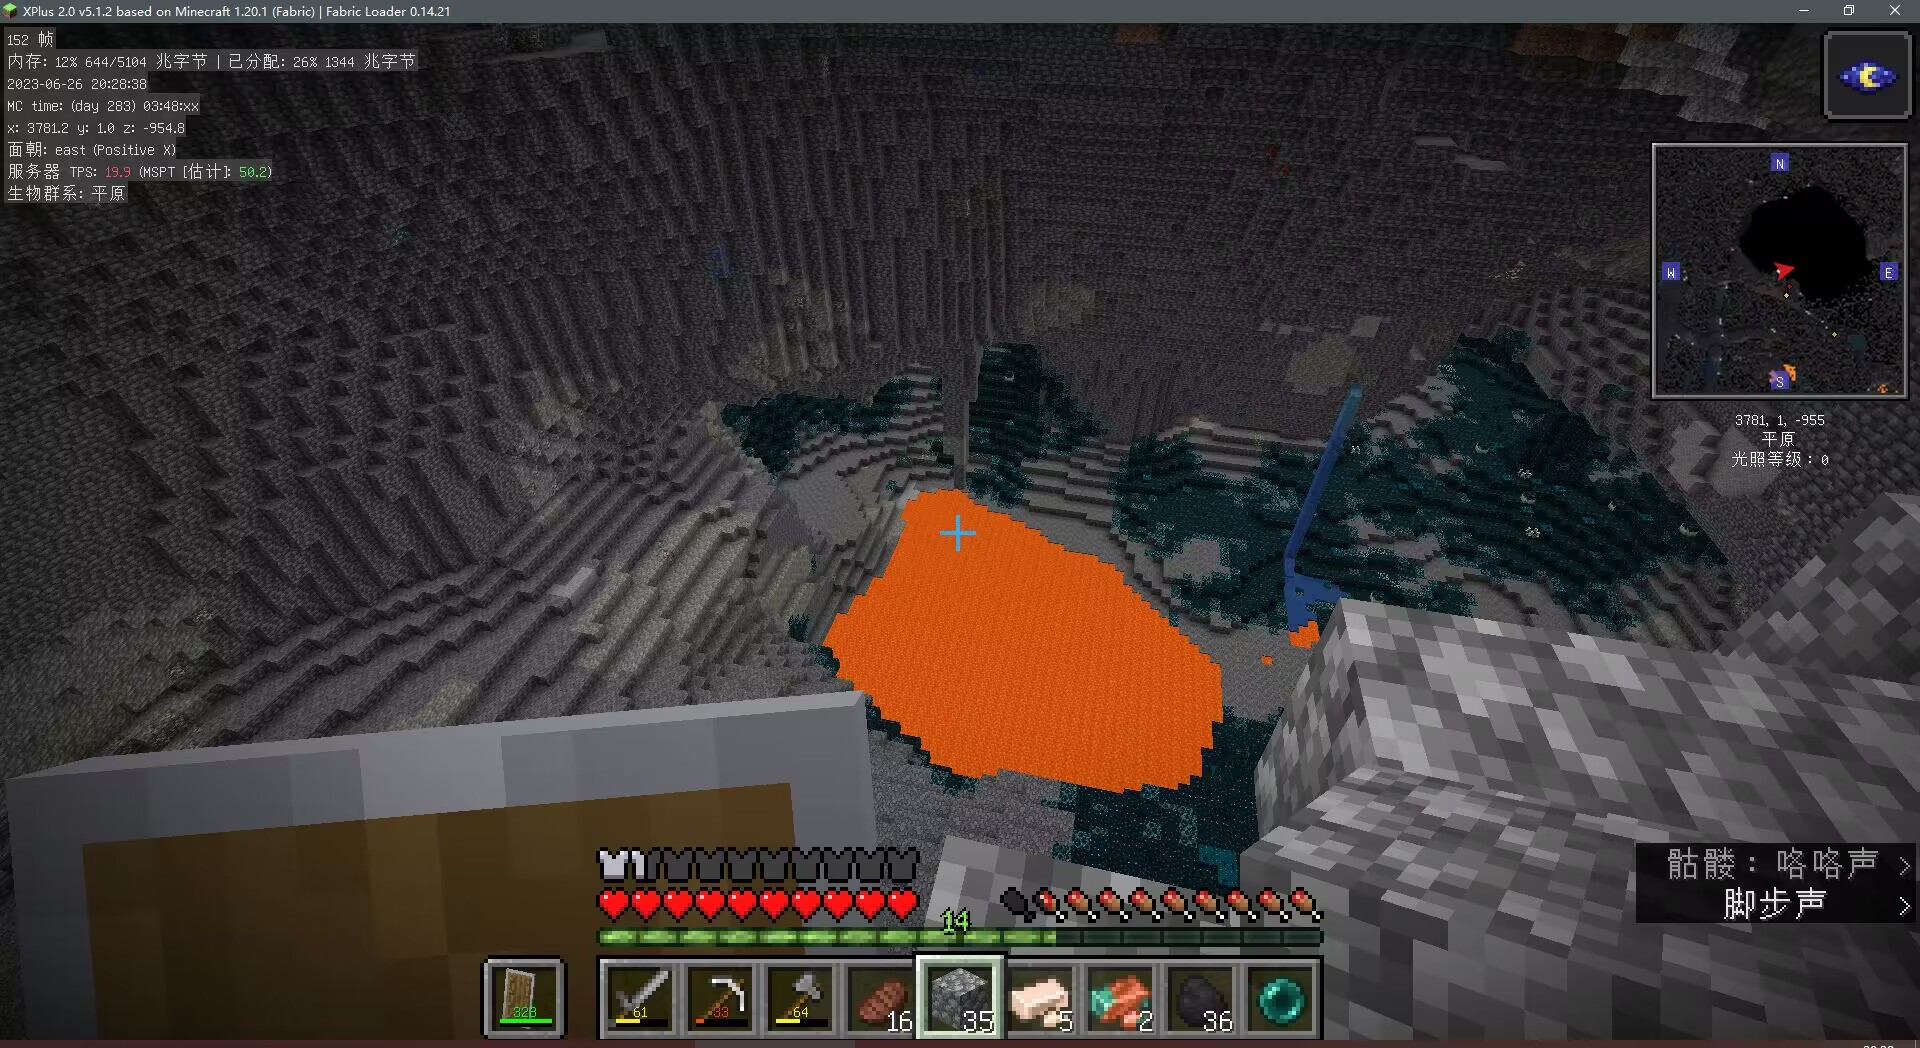 XPlus 2.0 v5.1.2 based on Minecraft 1.20.1 (Fabric) | Fabric Loader 0.14.21
152 帧
内存: 12% 644/5104 兆字节 | 已分配: 26% 1344 兆字节
2023-06-26 20:28:38
MC time: (day 283) 03:48:xx
x: 3781.2 y: 1.0 z: -954.8
面朝: east (Positive X)
服务器 TPS: 19.9 (MSPT [估计]: 50.2)
生物群系: 平原
N
W
E
S
3781, 1, -955
平原
光照等级：0
骷髅：咯咯声 >
脚步声 >
14
328
61
33
64
16
35
5
2
36